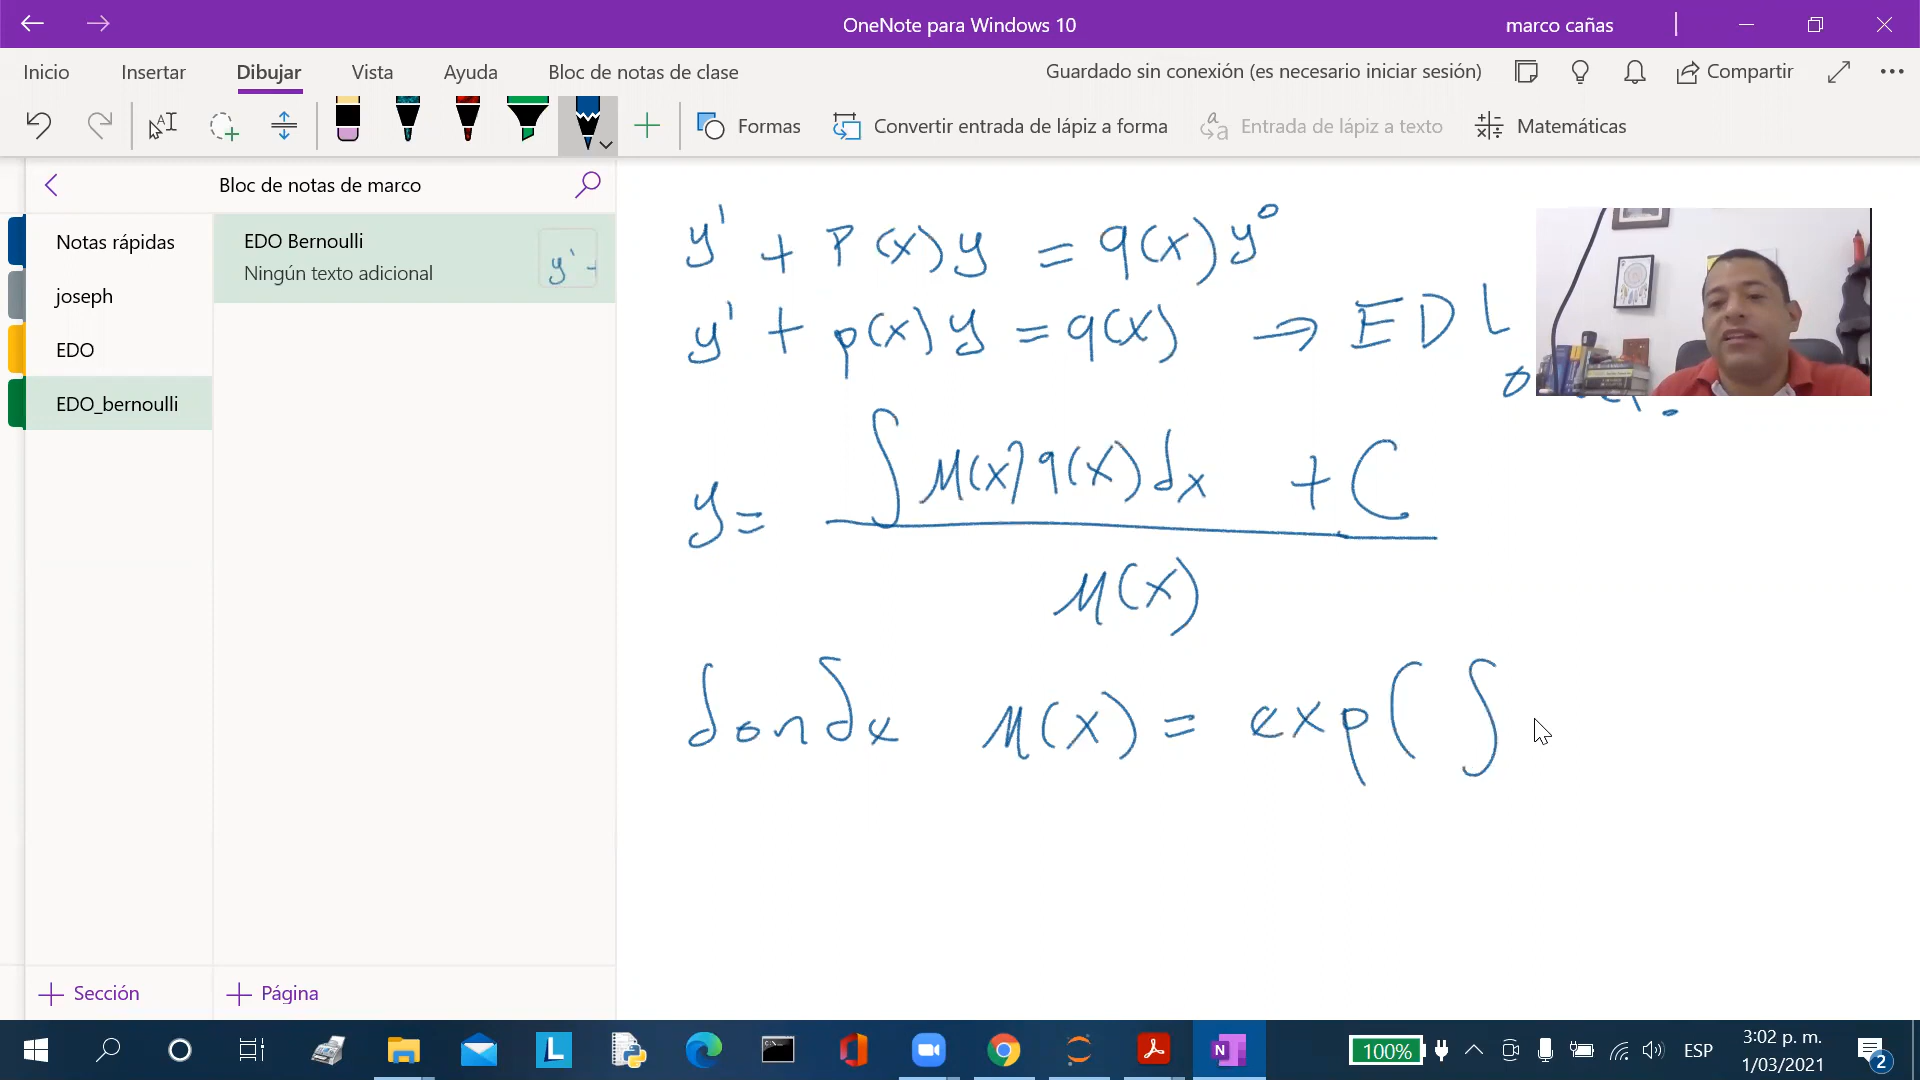 OneNote para Windows 10
marco cañas
Inicio Insertar Dibujar Vista Ayuda Bloc de notas de clase
Guardado sin conexión (es necesario iniciar sesión) Compartir
Formas Convertir entrada de lápiz a forma Entrada de lápiz a texto Matemáticas
Bloc de notas de marco
Notas rápidas
joseph
EDO
EDO_bernoulli
EDO Bernoulli
Ningún texto adicional
y' + P(x)y = q(x)y⁰
y' + p(x)y = q(x) → EDL
y = (∫ μ(x)q(x)dx + C) / μ(x)
donde μ(x) = exp( ∫
+ Sección
+ Página
100%
ESP
3:02 p. m.
1/03/2021
2